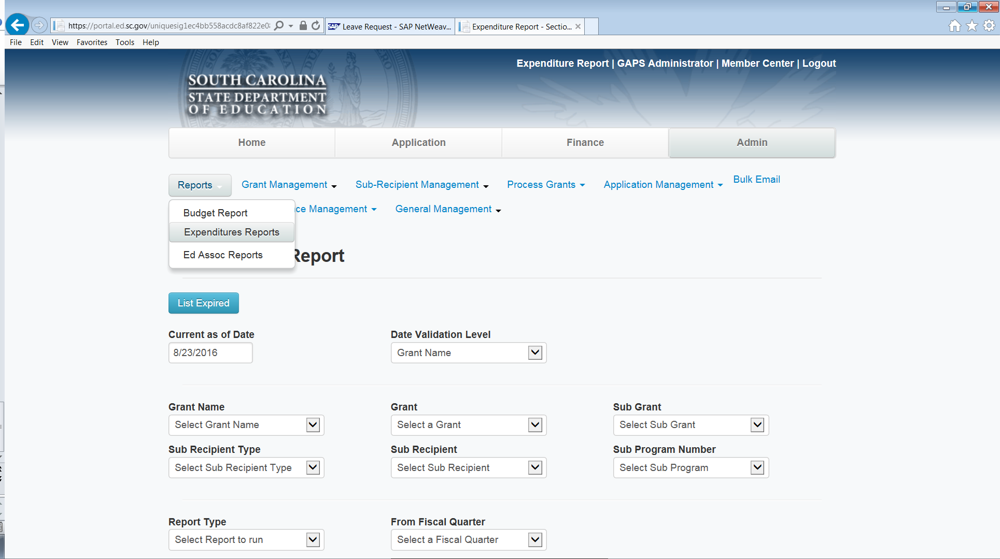 https://portal.ed.sc.gov/uniquesig1ec4bb558acdc8af822e0
SAP Leave Request - SAP NetWeav...
Expenditure Report - Sectio...
File Edit View Favorites Tools Help
Expenditure Report | GAPS Administrator | Member Center | Logout
SOUTH CAROLINA
STATE DEPARTMENT
OF EDUCATION
Home Application Finance Admin
Reports Grant Management Sub-Recipient Management Process Grants Application Management Bulk Email
Budget Report
ce Management General Management
Expenditures Reports
Ed Assoc Reports
Report
List Expired
Current as of Date Date Validation Level
8/23/2016 Grant Name
Grant Name Grant Sub Grant
Select Grant Name Select a Grant Select Sub Grant
Sub Recipient Type Sub Recipient Sub Program Number
Select Sub Recipient Type Select Sub Recipient Select Sub Program
Report Type From Fiscal Quarter
Select Report to run Select a Fiscal Quarter